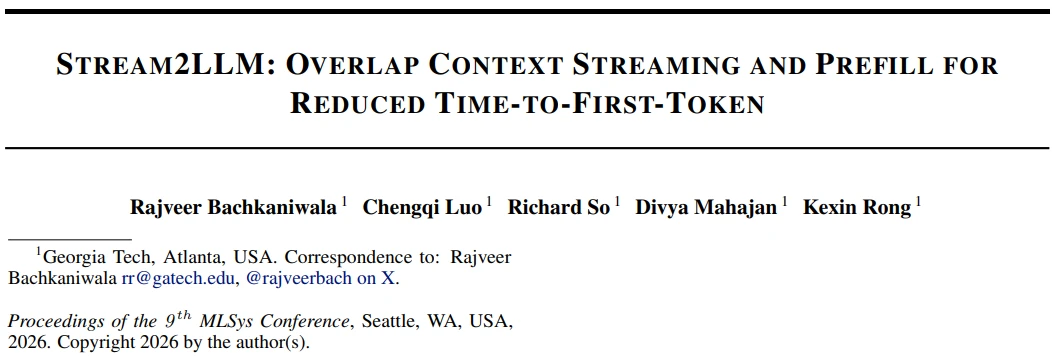 STREAM2LLM: OVERLAP CONTEXT STREAMING AND PREFILL FOR
REDUCED TIME-TO-FIRST-TOKEN
Rajveer Bachkaniwala 1 Chengqi Luo 1 Richard So 1 Divya Mahajan 1 Kexin Rong 1
1Georgia Tech, Atlanta, USA. Correspondence to: Rajveer
Bachkaniwala rr@gatech.edu, @rajveerbach on X.
Proceedings of the 9th MLSys Conference, Seattle, WA, USA,
2026. Copyright 2026 by the author(s).